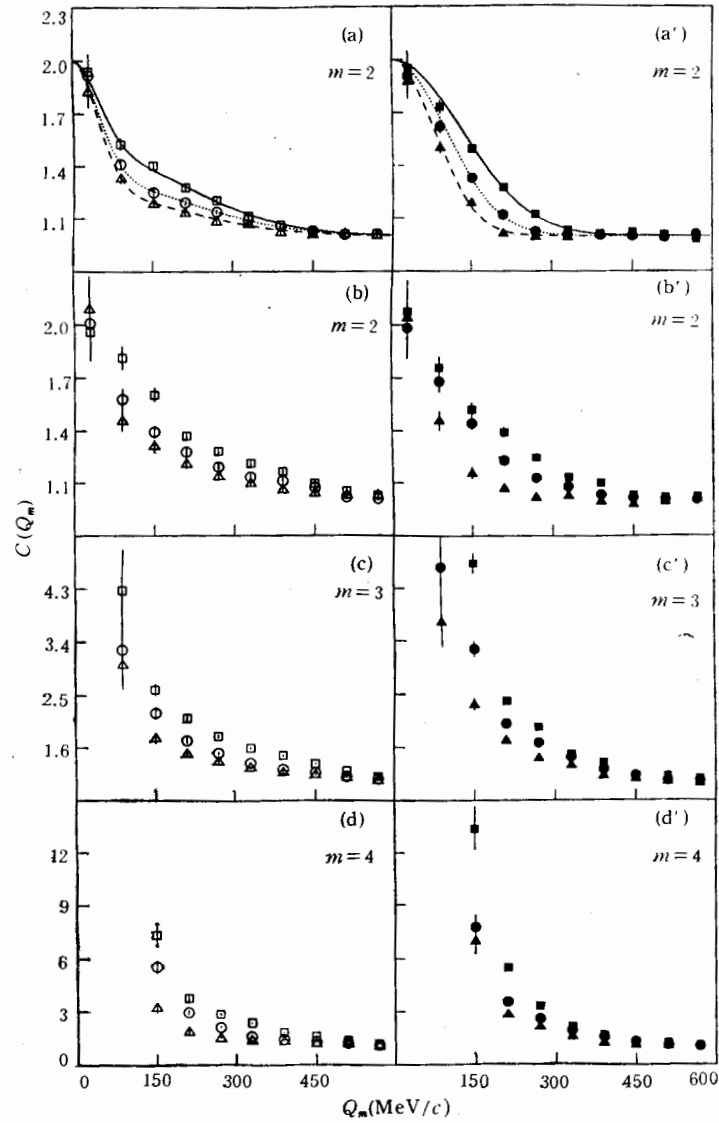 2.3
(a)
(a′)
2.0
m = 2
m = 2
1.7
1.4
1.1
(b)
(b′)
2.0
m = 2
m = 2
1.7
1.4
1.1
C(Qm)
(c)
(c′)
4.3
m = 3
m = 3
3.4
2.5
1.6
(d)
(d′)
12
m = 4
m = 4
9
6
3
0
0 150 300 450 150 300 450 600
Qm(MeV/c)